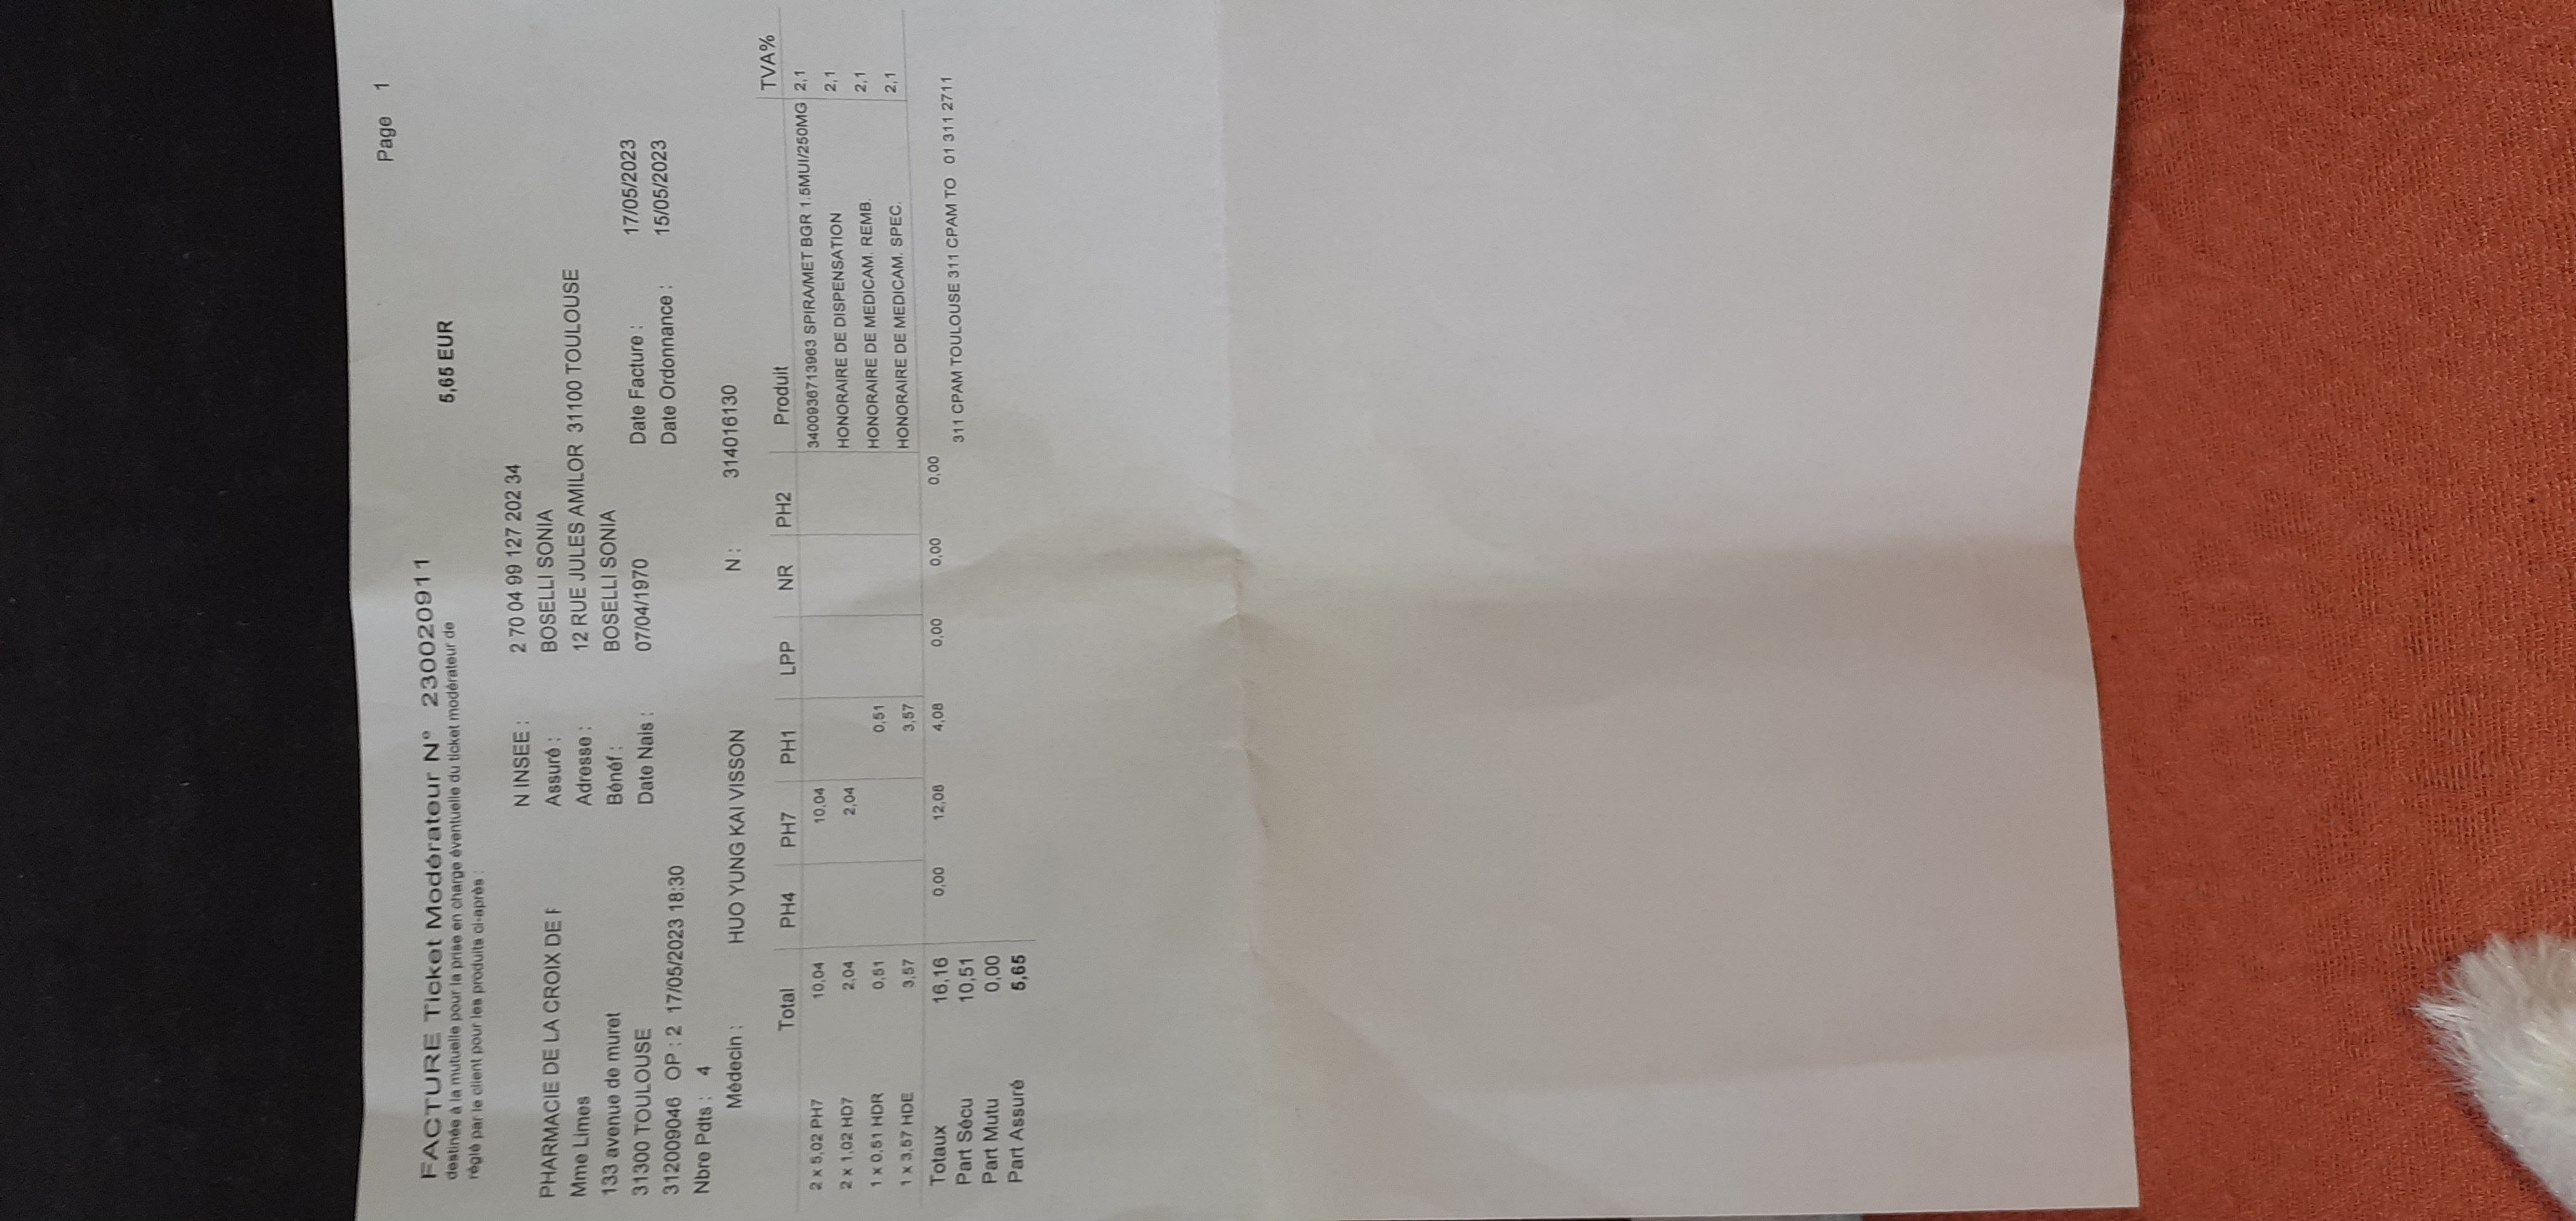 Page 1
FACTURE Ticket Modérateur N° 230020911
destinée à la mutuelle pour la prise en charge éventuelle du ticket modérateur de 5,65 EUR
réglé par le client pour les produits ci-après :
N INSEE : 2 70 04 99 127 202 34
PHARMACIE DE LA CROIX DE Assuré : BOSELLI SONIA
Mme Limes Adresse : 12 RUE JULES AMILOR 31100 TOULOUSE
133 avenue de muret Bénéf : BOSELLI SONIA
31300 TOULOUSE Date Nais : 07/04/1970 Date Facture : 17/05/2023
312009046 OP : 2 17/05/2023 18:30 Date Ordonnance : 15/05/2023
Nbre Pdts : 4
Médecin : HUO YUNG KAI VISSON N : 314016130
Total PH4 PH7 PH1 LPP NR PH2 Produit TVA%
2 x 5,02 PH7 10,04 10,04 3400936713963 SPIRA/MET BGR 1.5MUI/250MG 2,1
2 x 1,02 HD7 2,04 2,04 HONORAIRE DE DISPENSATION 2,1
1 x 0,51 HDR 0,51 0,51 HONORAIRE DE MEDICAM. REMB. 2,1
1 x 3,57 HDE 3,57 3,57 HONORAIRE DE MEDICAM. SPEC. 2,1
Totaux 16,16 0,00 12,08 4,08 0,00 0,00 0,00
Part Sécu 10,51 311 CPAM TOULOUSE 311 CPAM TO 01 311 2711
Part Mutu 0,00
Part Assuré 5,65